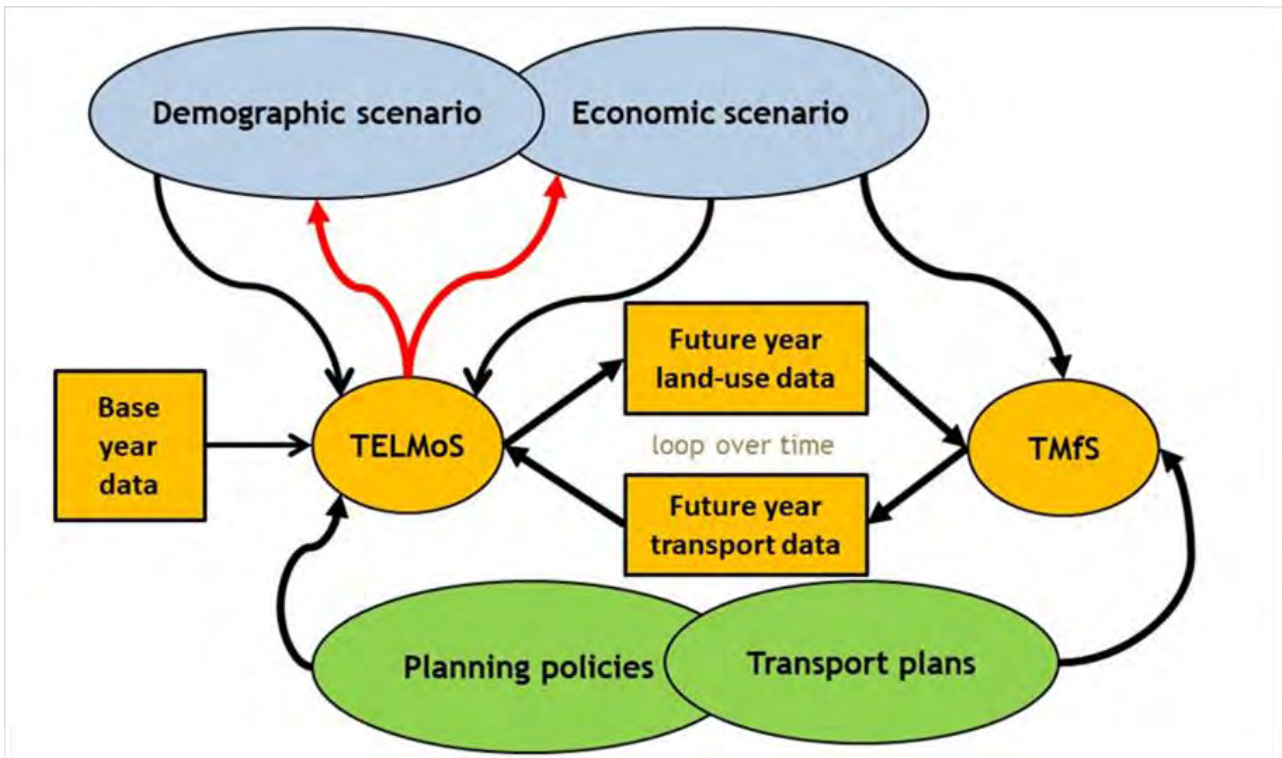 Demographic scenario
Economic scenario
Base
year
data
TELMoS
Future year
land-use data
loop over time
Future year
transport data
TMfS
Planning policies
Transport plans